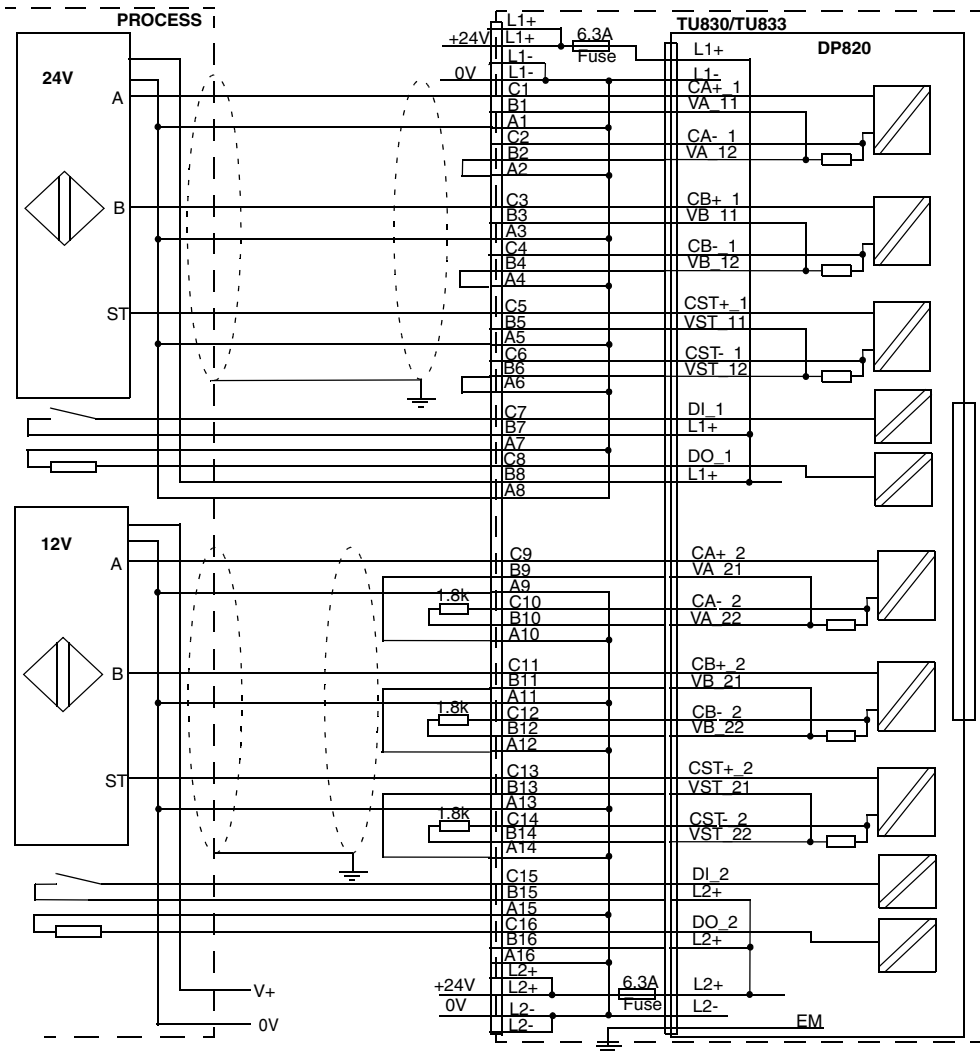 PROCESS
L1+
TU830/TU833
+24V
L1+
6.3A
Fuse
L1+
DP820
L1-
24V
0V
L1-
L1-
A
C1
CA+_1
B1
VA_11
A1
C2
CA-_1
B2
VA_12
A2
B
C3
CB+_1
B3
VB_11
A3
C4
CB-_1
B4
VB_12
A4
ST
C5
CST+_1
B5
VST_11
A5
C6
CST-_1
B6
VST_12
A6
C7
DI_1
B7
L1+
A7
C8
DO_1
B8
L1+
A8
12V
A
C9
CA+_2
B9
VA_21
A9
1.8k
C10
CA-_2
B10
VA_22
A10
B
C11
CB+_2
B11
VB_21
A11
1.8k
C12
CB-_2
B12
VB_22
A12
ST
C13
CST+_2
B13
VST_21
A13
1.8k
C14
CST-_2
B14
VST_22
A14
C15
DI_2
B15
L2+
A15
C16
DO_2
B16
L2+
A16
L2+
V+
+24V
L2+
6.3A
Fuse
L2+
0V
L2-
L2-
0V
L2-
EM